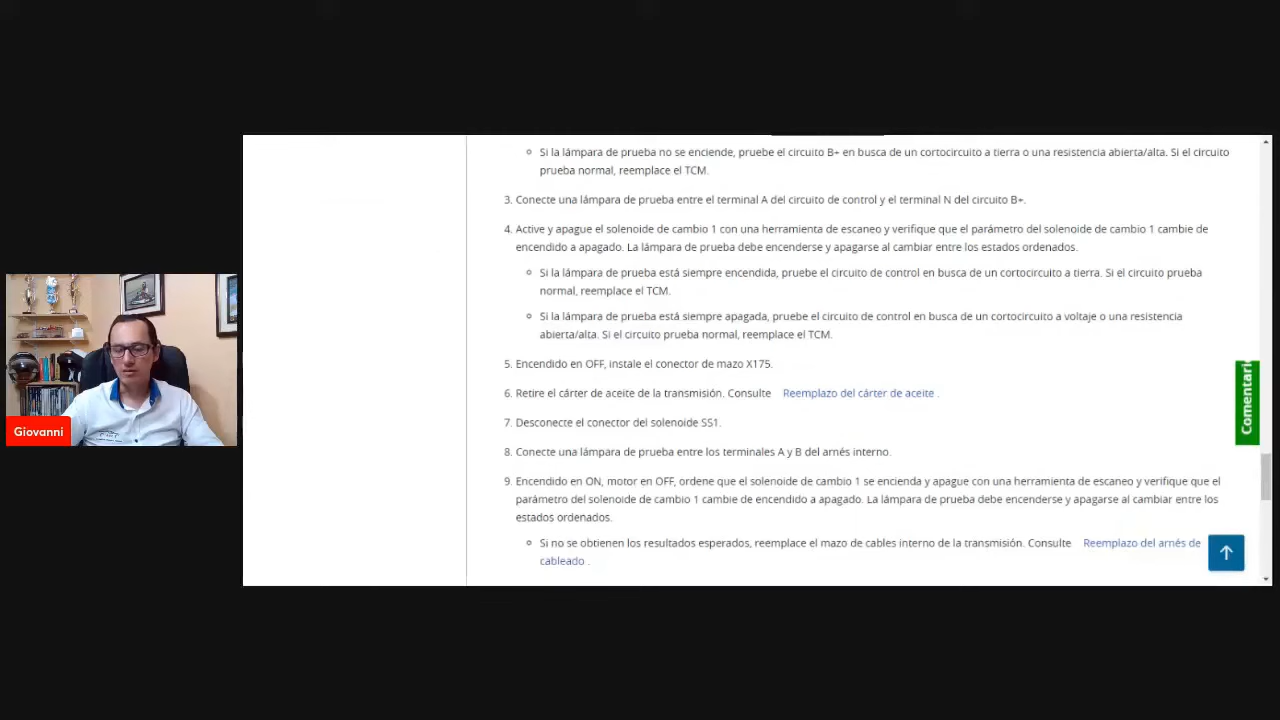 Si la lámpara de prueba no se enciende, pruebe el circuito B+ en busca de un cortocircuito a tierra o una resistencia abierta/alta. Si el circuito
prueba normal, reemplace el TCM.
3. Conecte una lámpara de prueba entre el terminal A del circuito de control y el terminal N del circuito B+.
4. Active y apague el solenoide de cambio 1 con una herramienta de escaneo y verifique que el parámetro del solenoide de cambio 1 cambie de
encendido a apagado. La lámpara de prueba debe encenderse y apagarse al cambiar entre los estados ordenados.
Si la lámpara de prueba está siempre encendida, pruebe el circuito de control en busca de un cortocircuito a tierra. Si el circuito prueba
normal, reemplace el TCM.
Si la lámpara de prueba está siempre apagada, pruebe el circuito de control en busca de un cortocircuito a voltaje o una resistencia
abierta/alta. Si el circuito prueba normal, reemplace el TCM.
5. Encendido en OFF, instale el conector de mazo X175.
6. Retire el cárter de aceite de la transmisión. Consulte Reemplazo del cárter de aceite .
7. Desconecte el conector del solenoide SS1.
8. Conecte una lámpara de prueba entre los terminales A y B del arnés interno.
9. Encendido en ON, motor en OFF, ordene que el solenoide de cambio 1 se encienda y apague con una herramienta de escaneo y verifique que el
parámetro del solenoide de cambio 1 cambie de encendido a apagado. La lámpara de prueba debe encenderse y apagarse al cambiar entre los
estados ordenados.
Si no se obtienen los resultados esperados, reemplace el mazo de cables interno de la transmisión. Consulte Reemplazo del arnés de
cableado .
Comentari
Giovanni